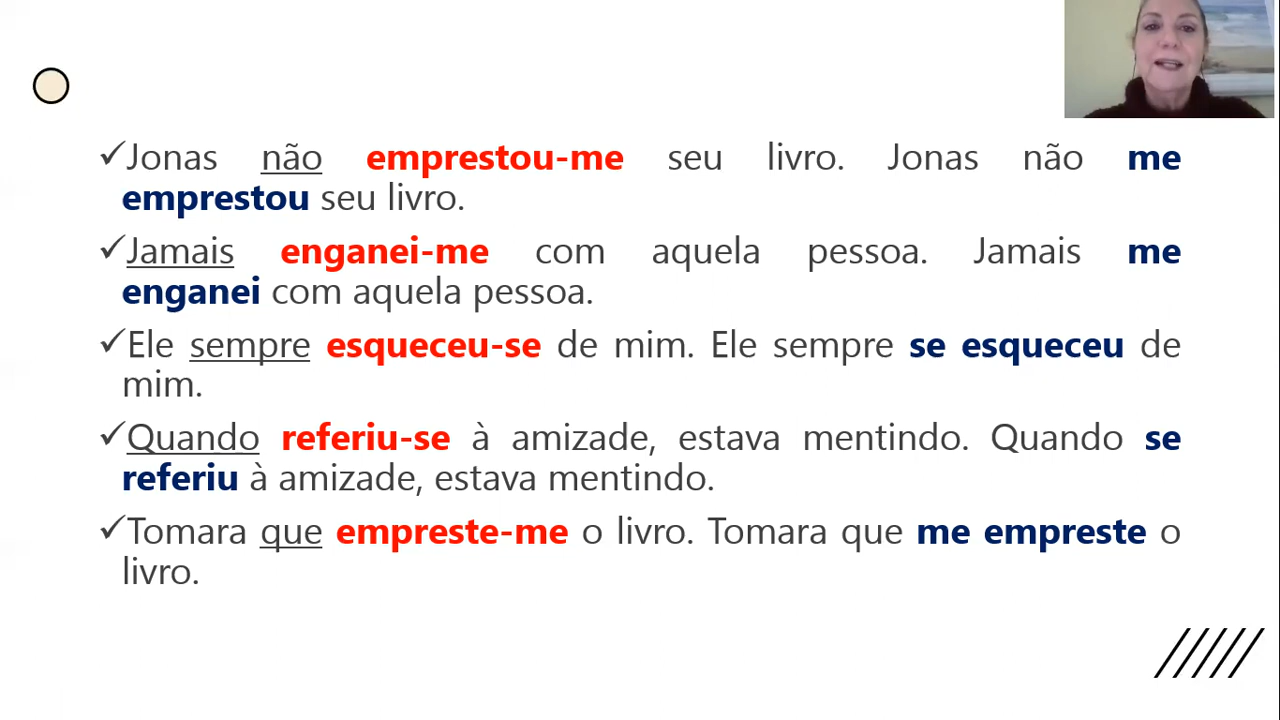 ✓Jonas não emprestou-me seu livro. Jonas não me
emprestou seu livro.
✓Jamais enganei-me com aquela pessoa. Jamais me
enganei com aquela pessoa.
✓Ele sempre esqueceu-se de mim. Ele sempre se esqueceu de
mim.
✓Quando referiu-se à amizade, estava mentindo. Quando se
referiu à amizade, estava mentindo.
✓Tomara que empreste-me o livro. Tomara que me empreste o
livro.